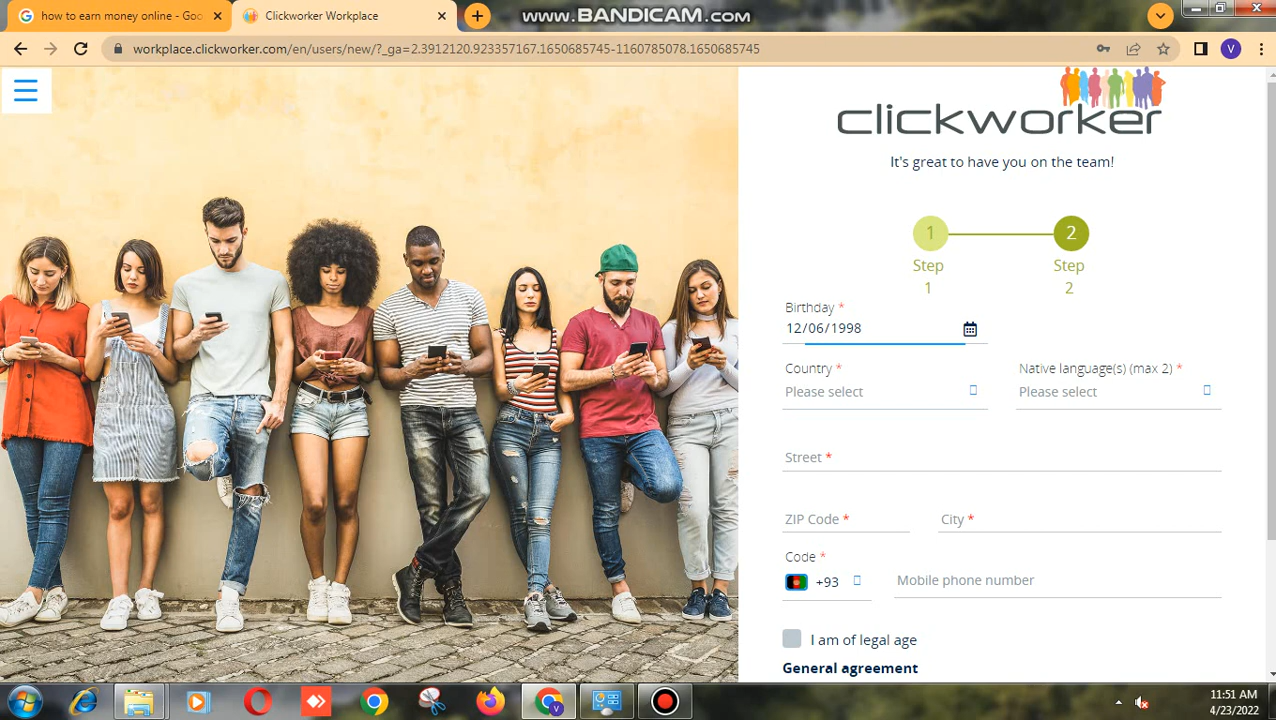 how to earn money online - Goo
Clickworker Workplace
www.BANDICAM.com
workplace.clickworker.com/en/users/new/?_ga=2.3912120.923357167.1650685745-1160785078.1650685745
V
clickworker
It's great to have you on the team!
1
2
Step
1
Step
2
Birthday *
12/06/1998
Country *
Native language(s) (max 2) *
Please select
Please select
Street *
ZIP Code *
City *
Code *
+93
Mobile phone number
I am of legal age
General agreement
11:51 AM
4/23/2022